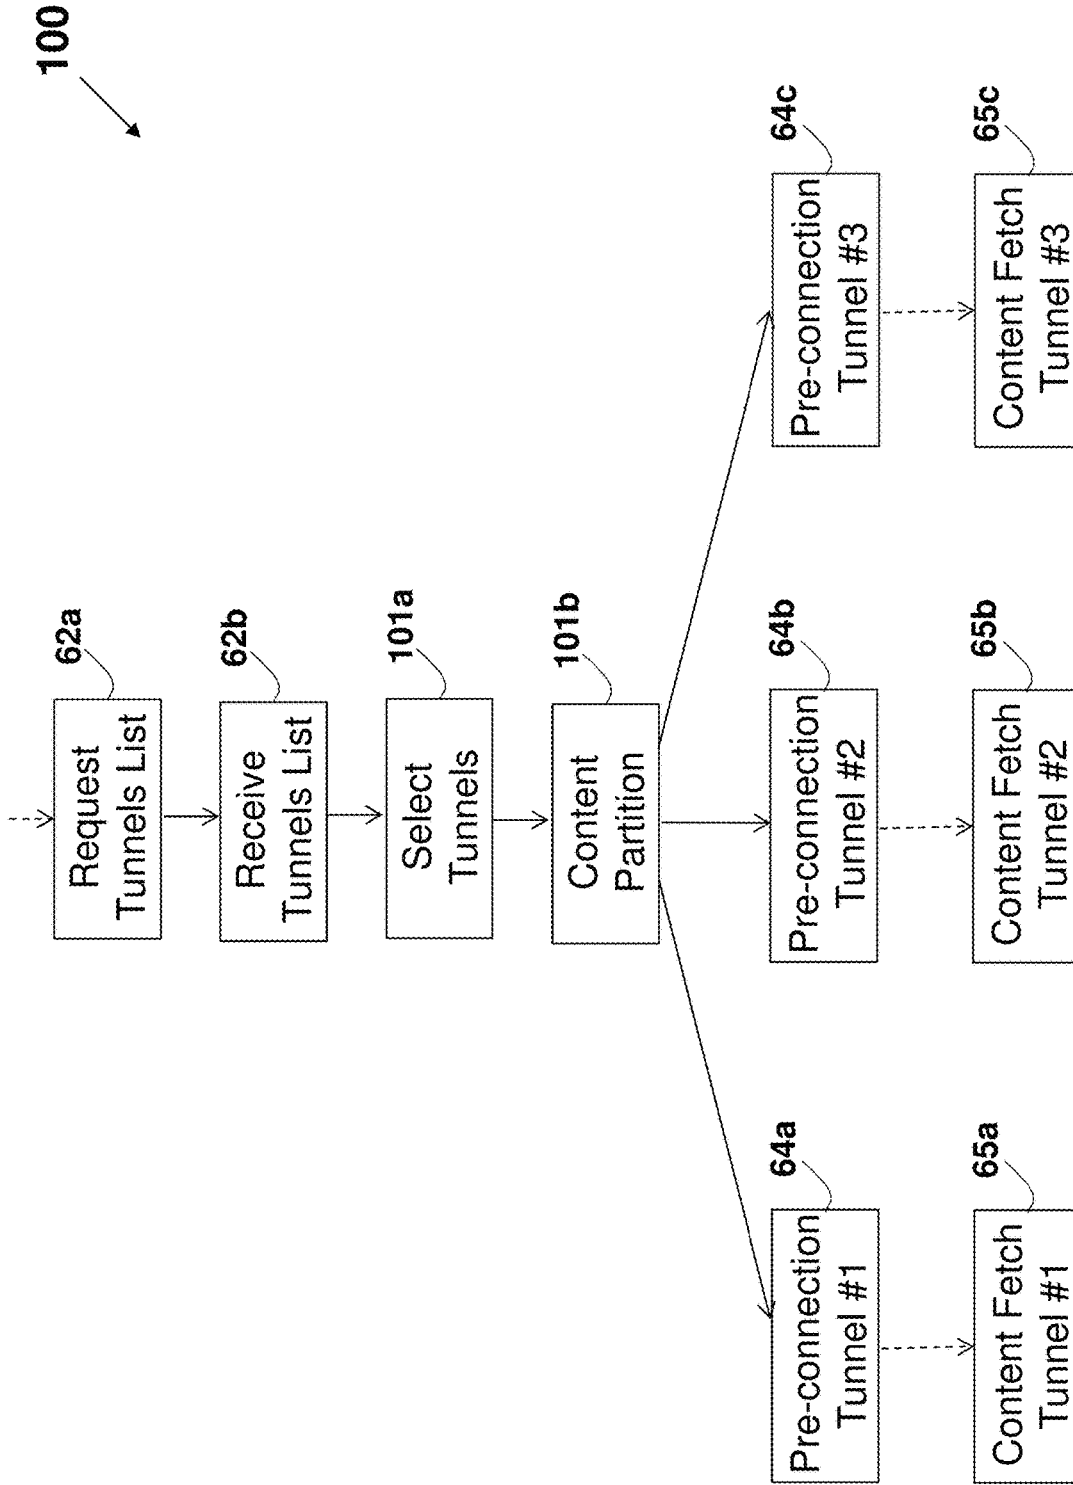 100
62a
Request
Tunnels List
62b
Receive
Tunnels List
101a
Select
Tunnels
101b
Content
Partition
64a
Pre-connection
Tunnel #1
64b
Pre-connection
Tunnel #2
64c
Pre-connection
Tunnel #3
65a
Content Fetch
Tunnel #1
65b
Content Fetch
Tunnel #2
65c
Content Fetch
Tunnel #3